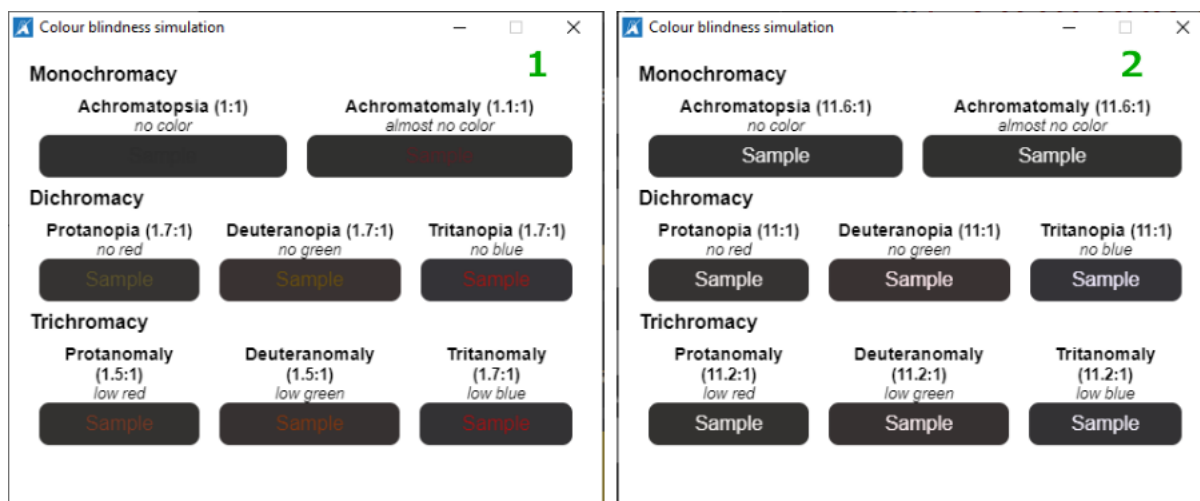 Colour blindness simulation
1
Monochromacy
Achromatopsia (1:1)
no color
Sample
Achromatomaly (1.1:1)
almost no color
Sample
Dichromacy
Protanopia (1.7:1)
no red
Sample
Deuteranopia (1.7:1)
no green
Sample
Tritanopia (1.7:1)
no blue
Sample
Trichromacy
Protanomaly
(1.5:1)
low red
Sample
Deuteranomaly
(1.5:1)
low green
Sample
Tritanomaly
(1.7:1)
low blue
Sample
Colour blindness simulation
2
Monochromacy
Achromatopsia (11.6:1)
no color
Sample
Achromatomaly (11.6:1)
almost no color
Sample
Dichromacy
Protanopia (11:1)
no red
Sample
Deuteranopia (11:1)
no green
Sample
Tritanopia (11:1)
no blue
Sample
Trichromacy
Protanomaly
(11.2:1)
low red
Sample
Deuteranomaly
(11.2:1)
low green
Sample
Tritanomaly
(11.2:1)
low blue
Sample